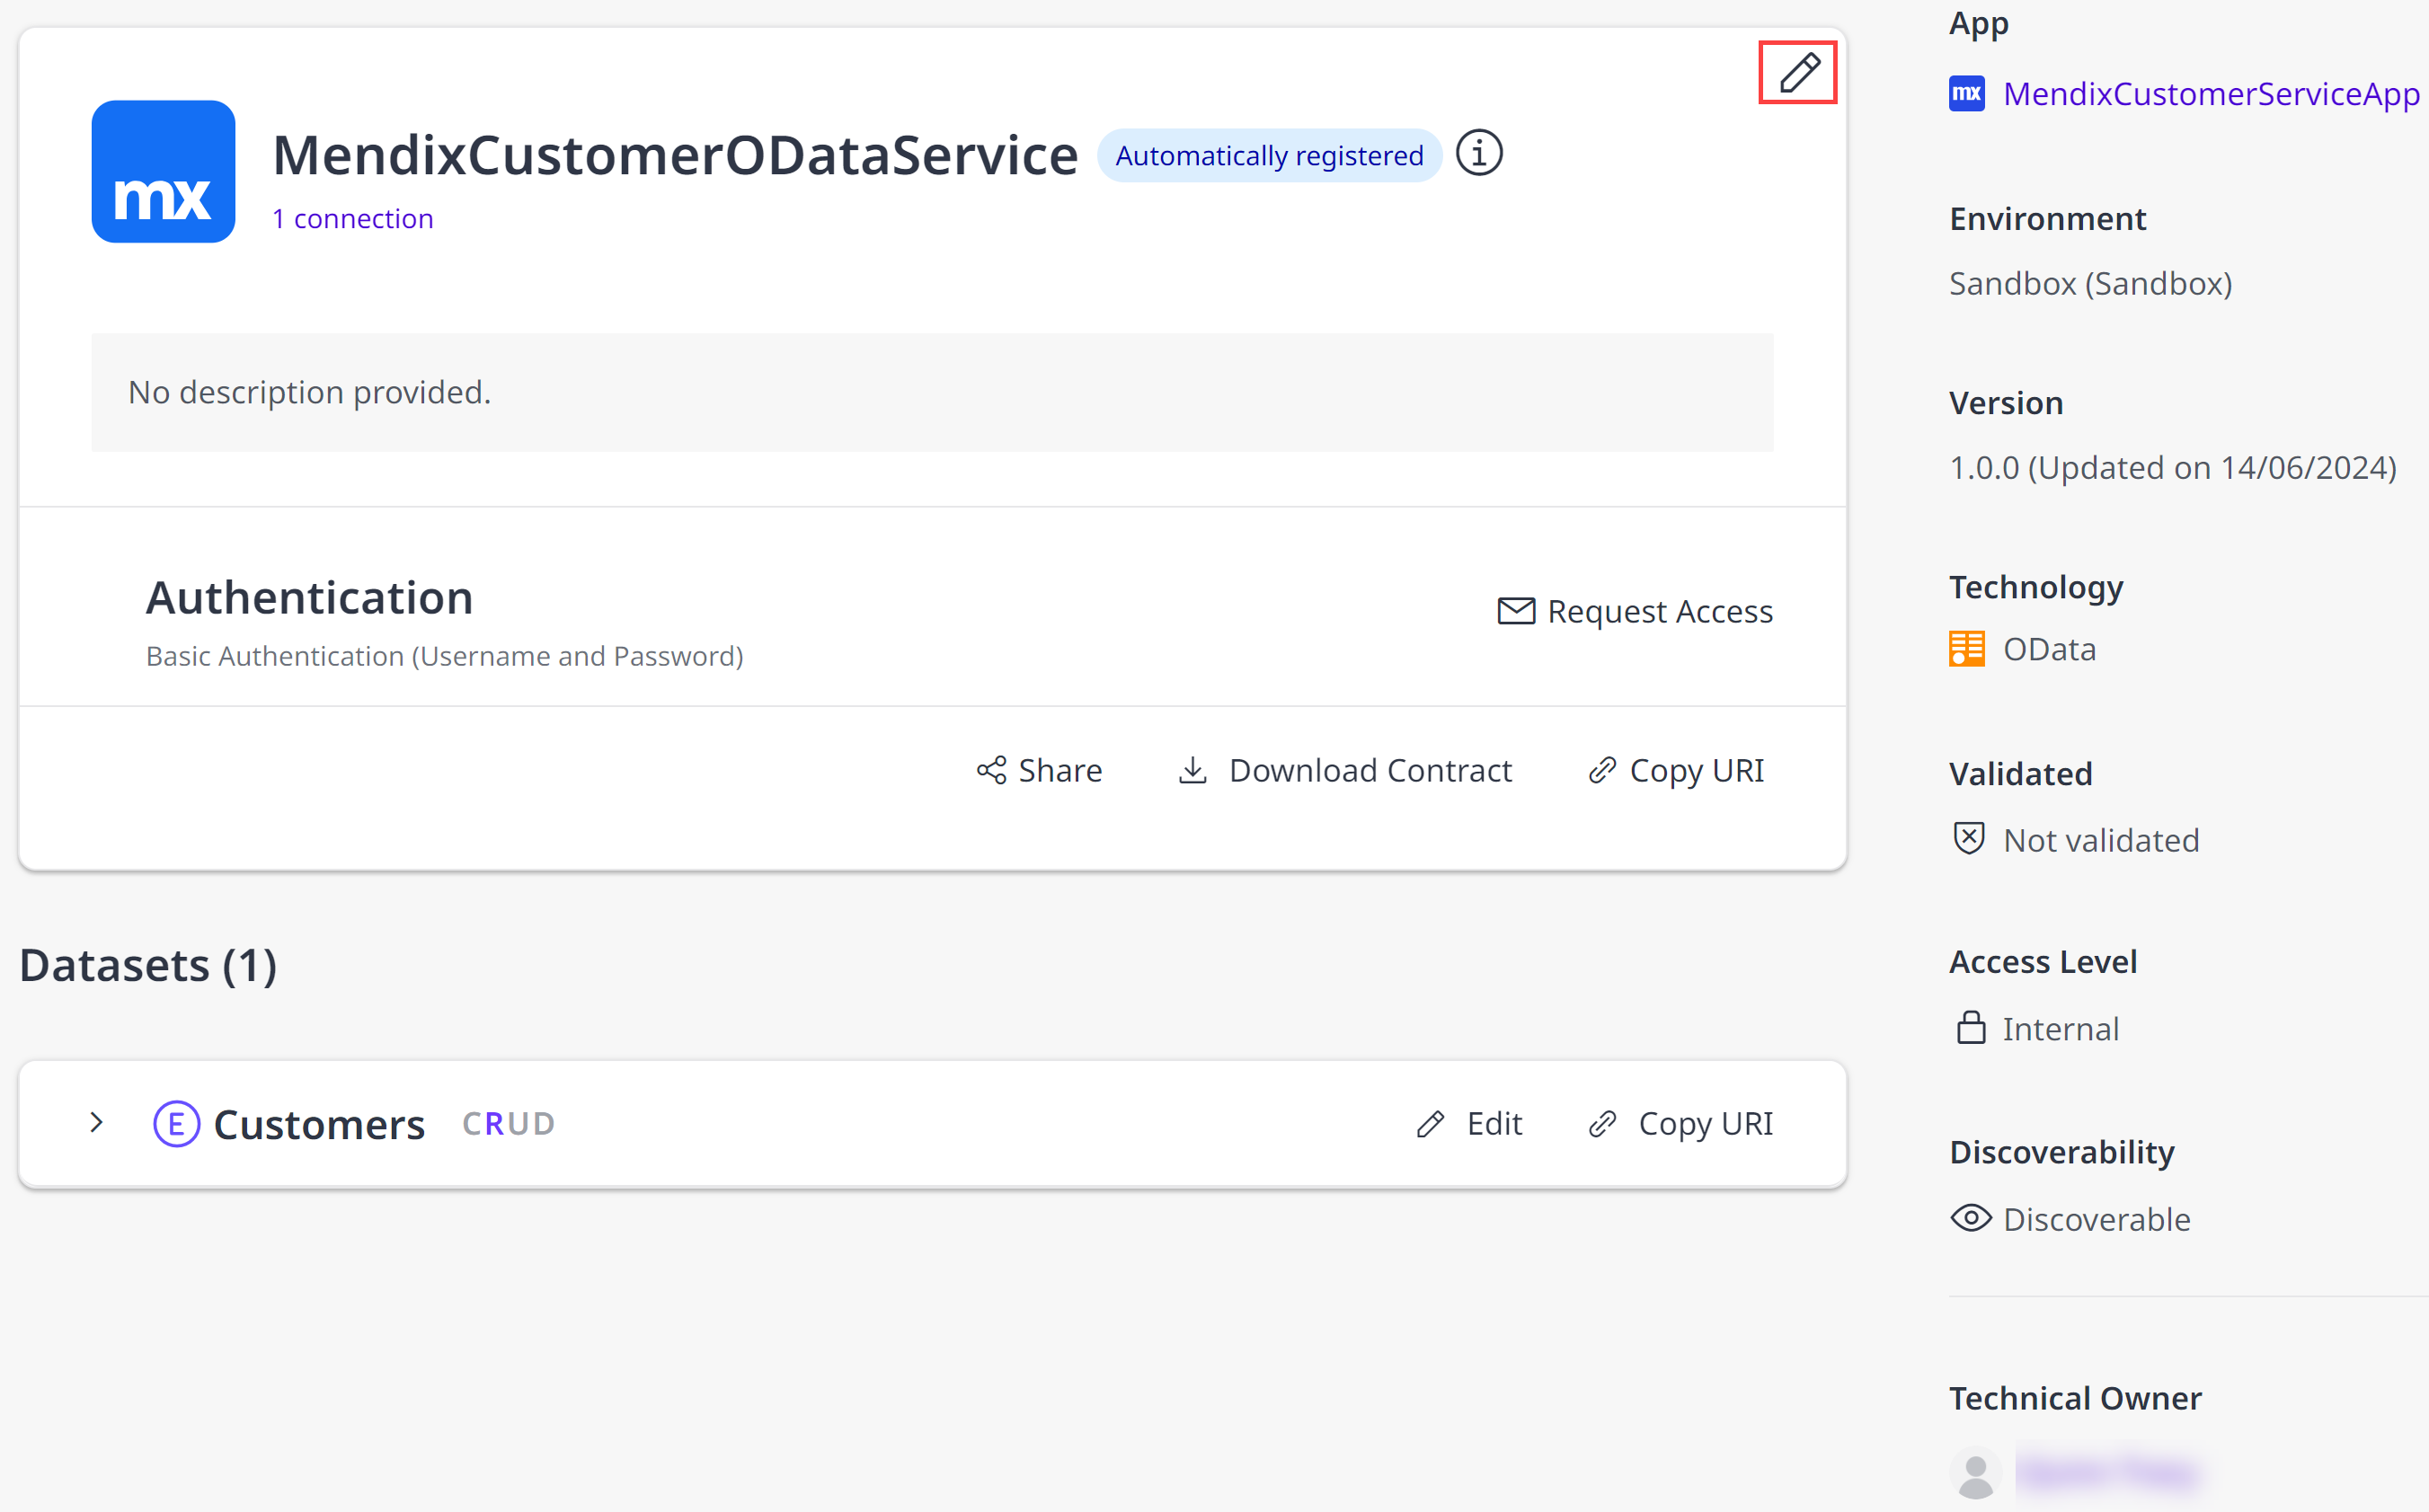 mx
MendixCustomerODataService
Automatically registered
1 connection
No description provided.
Authentication
Basic Authentication (Username and Password)
Request Access
Share
Download Contract
Copy URI
Datasets (1)
E
Customers
CRUD
Edit
Copy URI
App
mx
MendixCustomerServiceApp
Environment
Sandbox (Sandbox)
Version
1.0.0 (Updated on 14/06/2024)
Technology
OData
Validated
Not validated
Access Level
Internal
Discoverability
Discoverable
Technical Owner